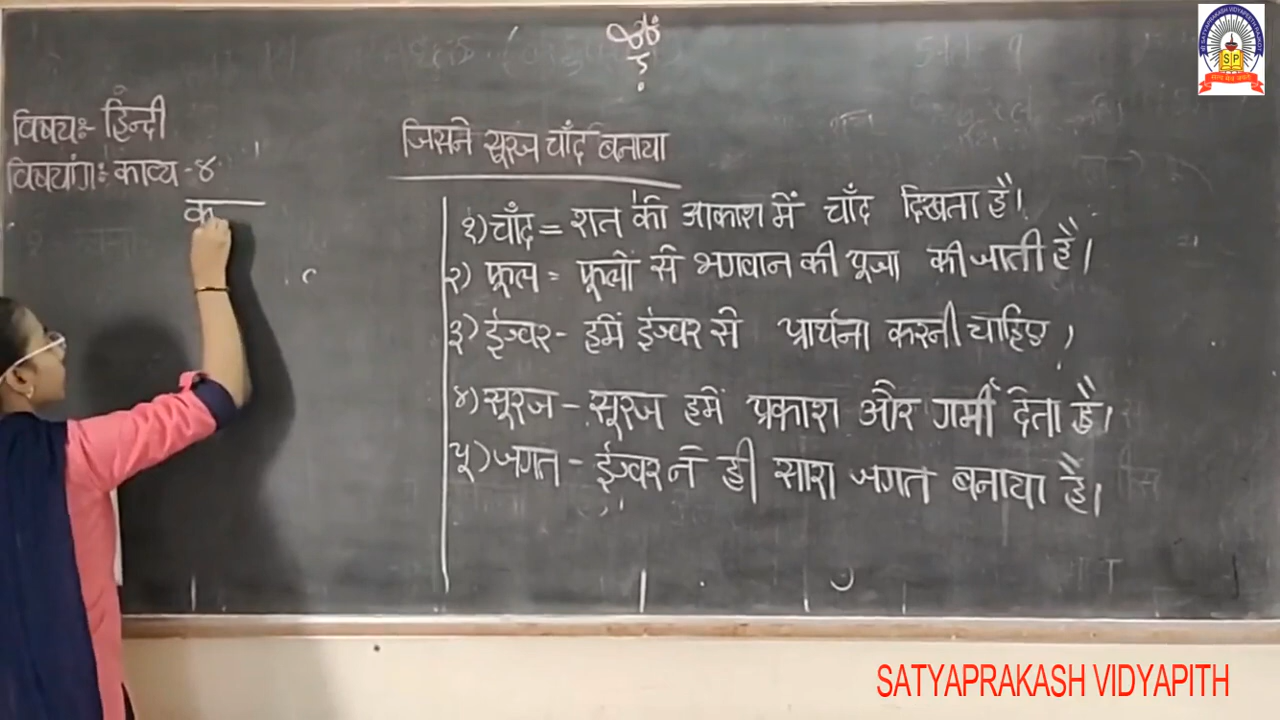 विषयः- हिन्दी
विषयांगः- काव्य -४
क
जिसने सूरज चाँद बनाया
१) चाँद = रात की आकाश में चाँद दिखता है।
२) फूल = फूलों से भगवान की पूजा की जाती है।
३) ईश्वर - हमें ईश्वर से प्रार्थना करनी चाहिए,
४) सूरज - सूरज हमें प्रकाश और गर्मी देता है।
५) जगत - ईश्वर ने ही सारा जगत बनाया है।
SP
SATYAPRAKASH VIDYAPITH